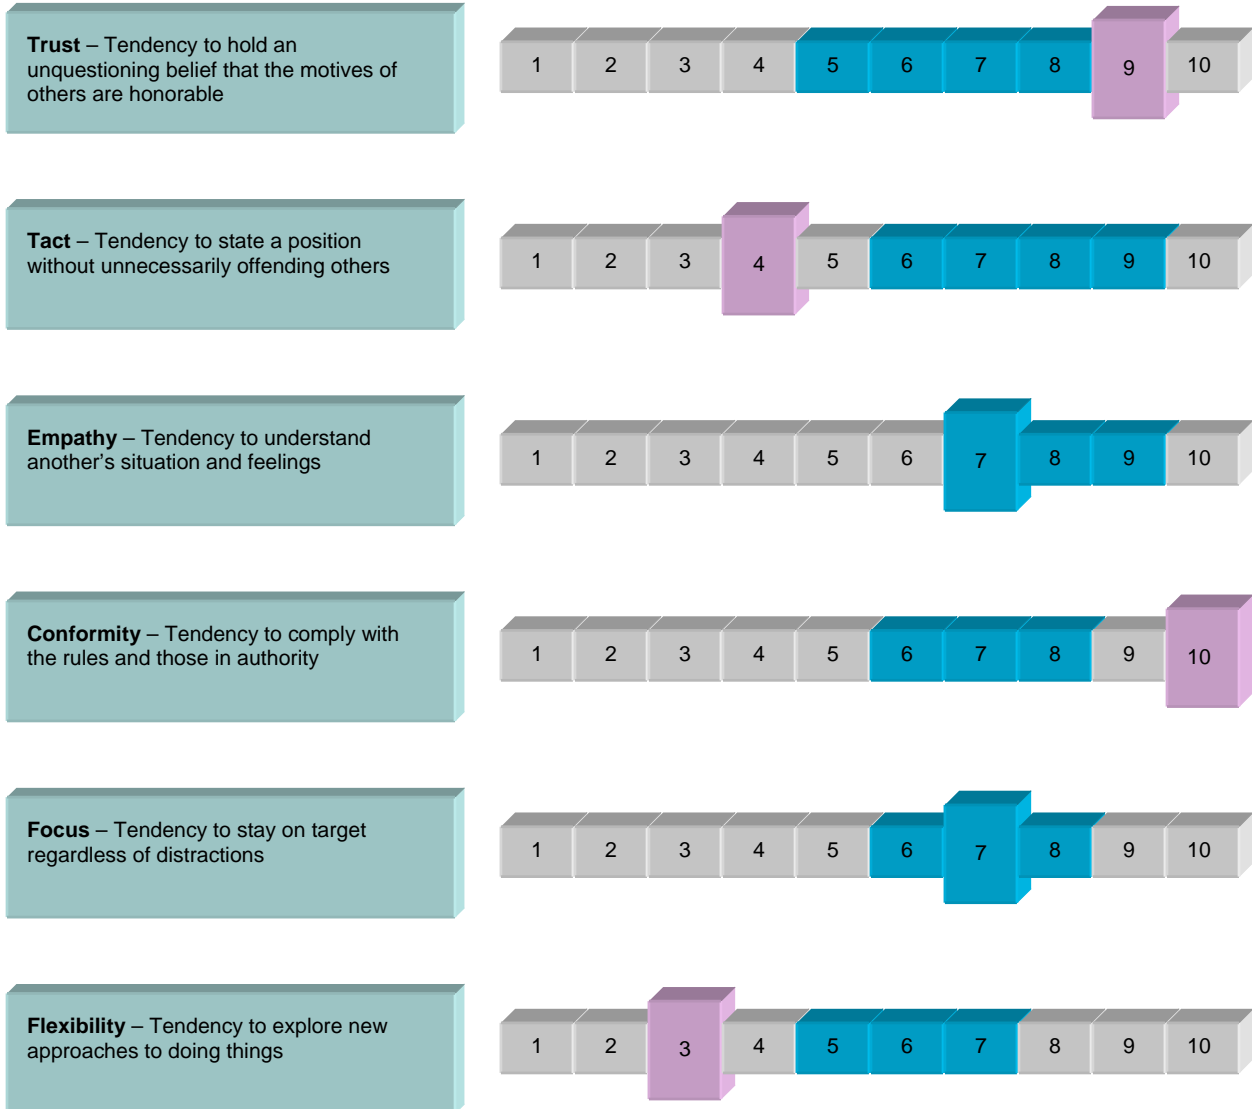 Trust – Tendency to hold an
unquestioning belief that the motives of
others are honorable
1 2 3 4 5 6 7 8 9 10
Tact – Tendency to state a position
without unnecessarily offending others
1 2 3 4 5 6 7 8 9 10
Empathy – Tendency to understand
another’s situation and feelings
1 2 3 4 5 6 7 8 9 10
Conformity – Tendency to comply with
the rules and those in authority
1 2 3 4 5 6 7 8 9 10
Focus – Tendency to stay on target
regardless of distractions
1 2 3 4 5 6 7 8 9 10
Flexibility – Tendency to explore new
approaches to doing things
1 2 3 4 5 6 7 8 9 10